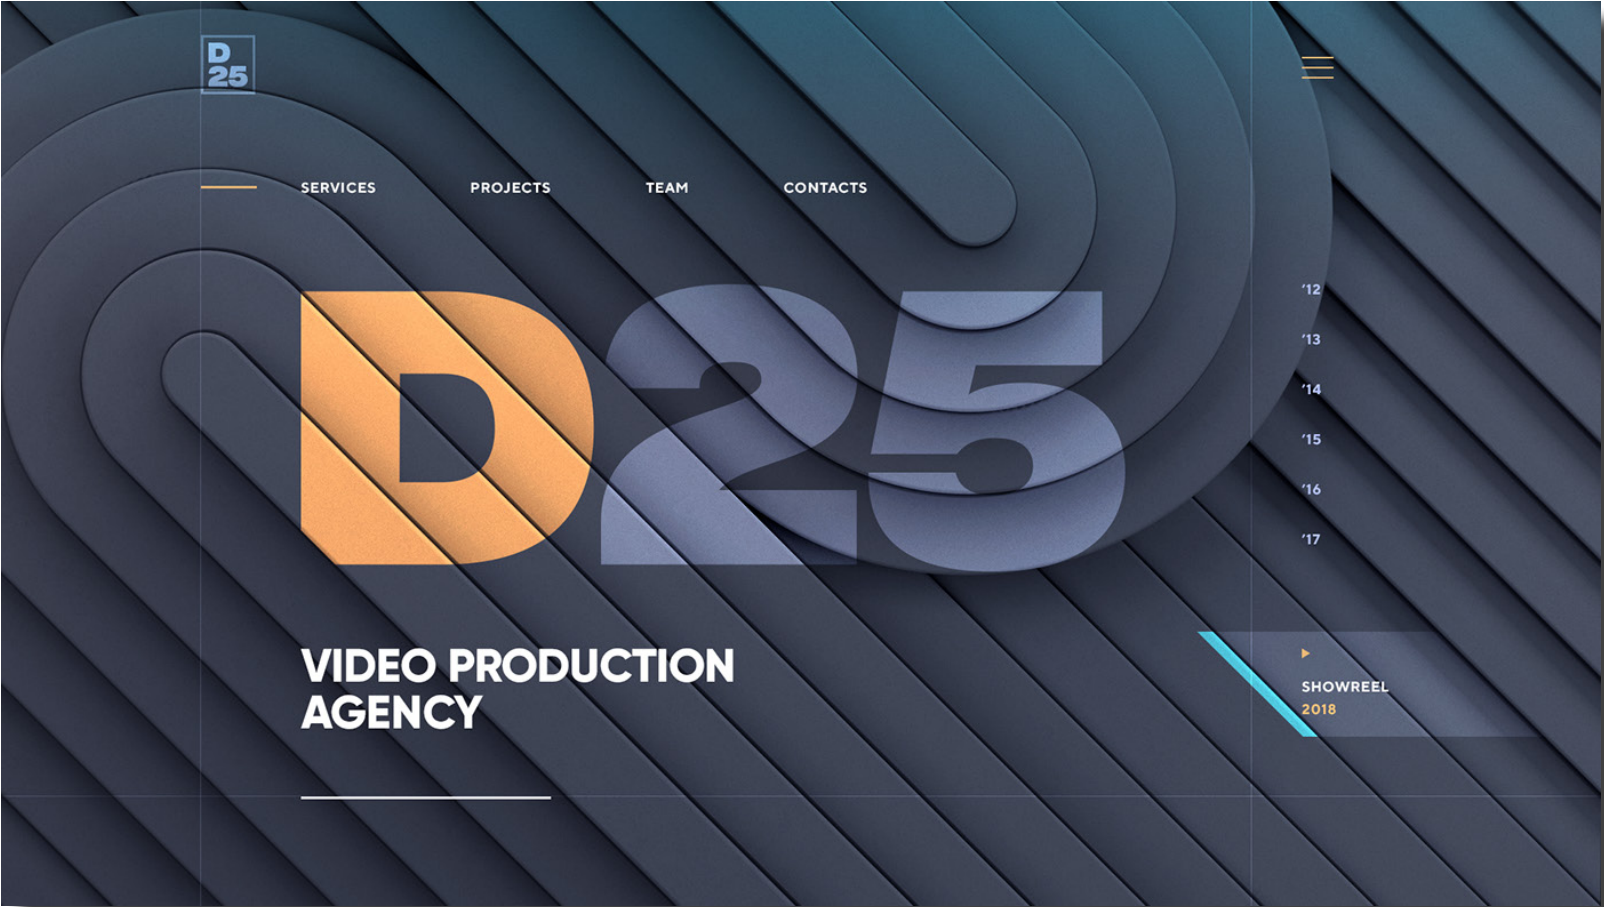 D
25
SERVICES PROJECTS TEAM CONTACTS
D25
’12
’13
’14
’15
’16
’17
VIDEO PRODUCTION
AGENCY
SHOWREEL
2018